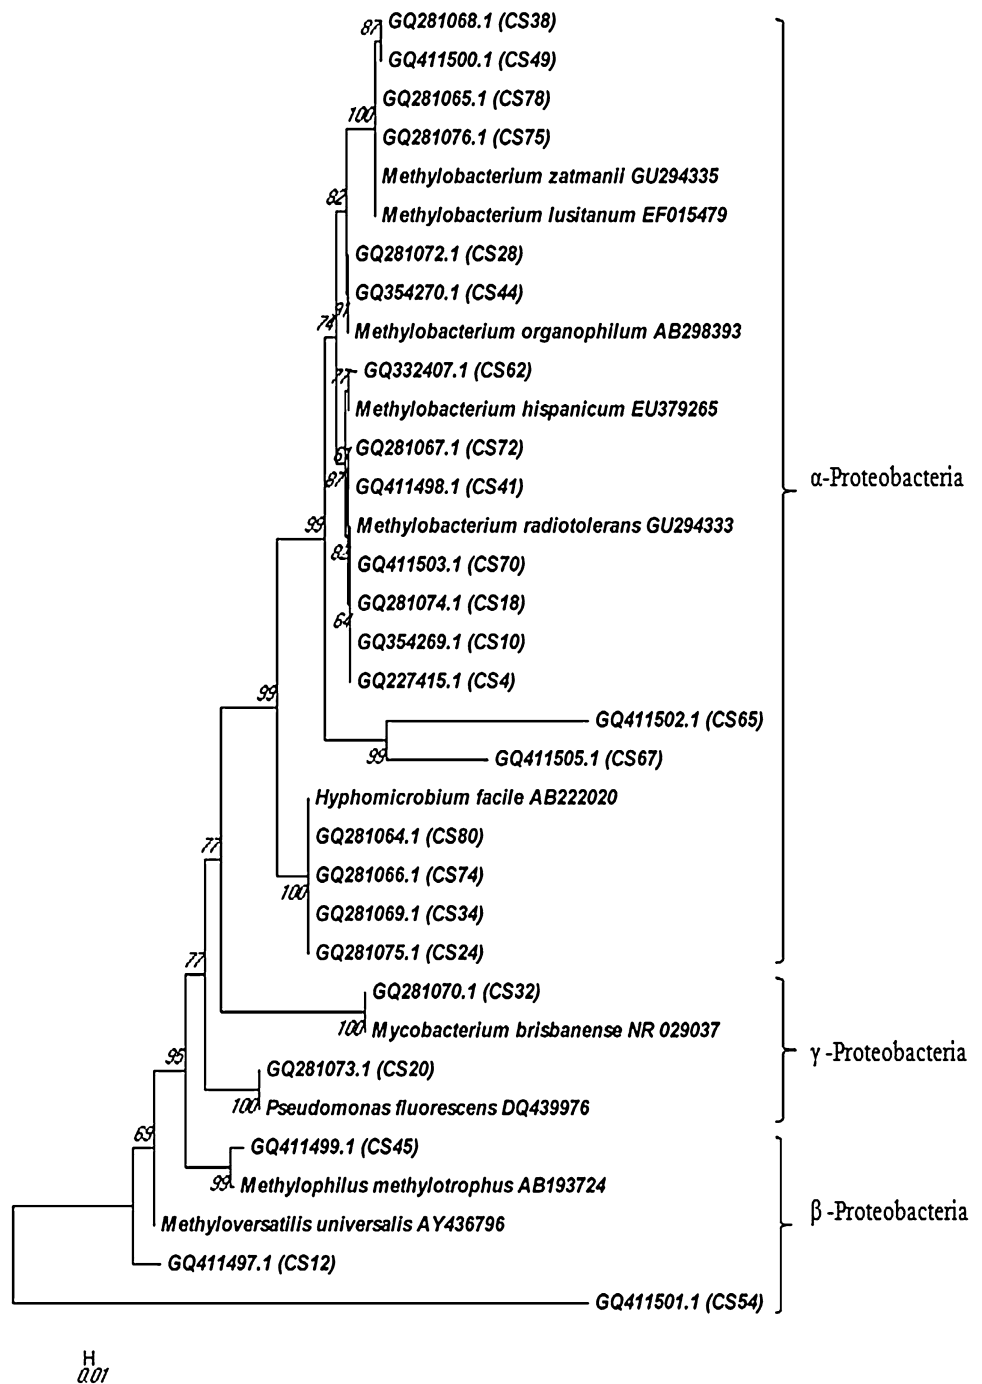 87
GQ281068.1 (CS38)
GQ411500.1 (CS49)
GQ281065.1 (CS78)
100
GQ281076.1 (CS75)
Methylobacterium zatmanii GU294335
82
Methylobacterium lusitanum EF015479
GQ281072.1 (CS28)
GQ354270.1 (CS44)
91
74
Methylobacterium organophilum AB298393
77
GQ332407.1 (CS62)
Methylobacterium hispanicum EU379265
GQ281067.1 (CS72)
61
87
GQ411498.1 (CS41)
α-Proteobacteria
99
Methylobacterium radiotolerans GU294333
82
GQ411503.1 (CS70)
GQ281074.1 (CS18)
64
GQ354269.1 (CS10)
GQ227415.1 (CS4)
99
GQ411502.1 (CS65)
99
GQ411505.1 (CS67)
Hyphomicrobium facile AB222020
77
GQ281064.1 (CS80)
GQ281066.1 (CS74)
100
GQ281069.1 (CS34)
GQ281075.1 (CS24)
77
GQ281070.1 (CS32)
100
Mycobacterium brisbanense NR 029037
γ -Proteobacteria
95
GQ281073.1 (CS20)
100
Pseudomonas fluorescens DQ439976
69
GQ411499.1 (CS45)
99
Methylophilus methylotrophus AB193724
β -Proteobacteria
Methyloversatilis universalis AY436796
GQ411497.1 (CS12)
GQ411501.1 (CS54)
0.01